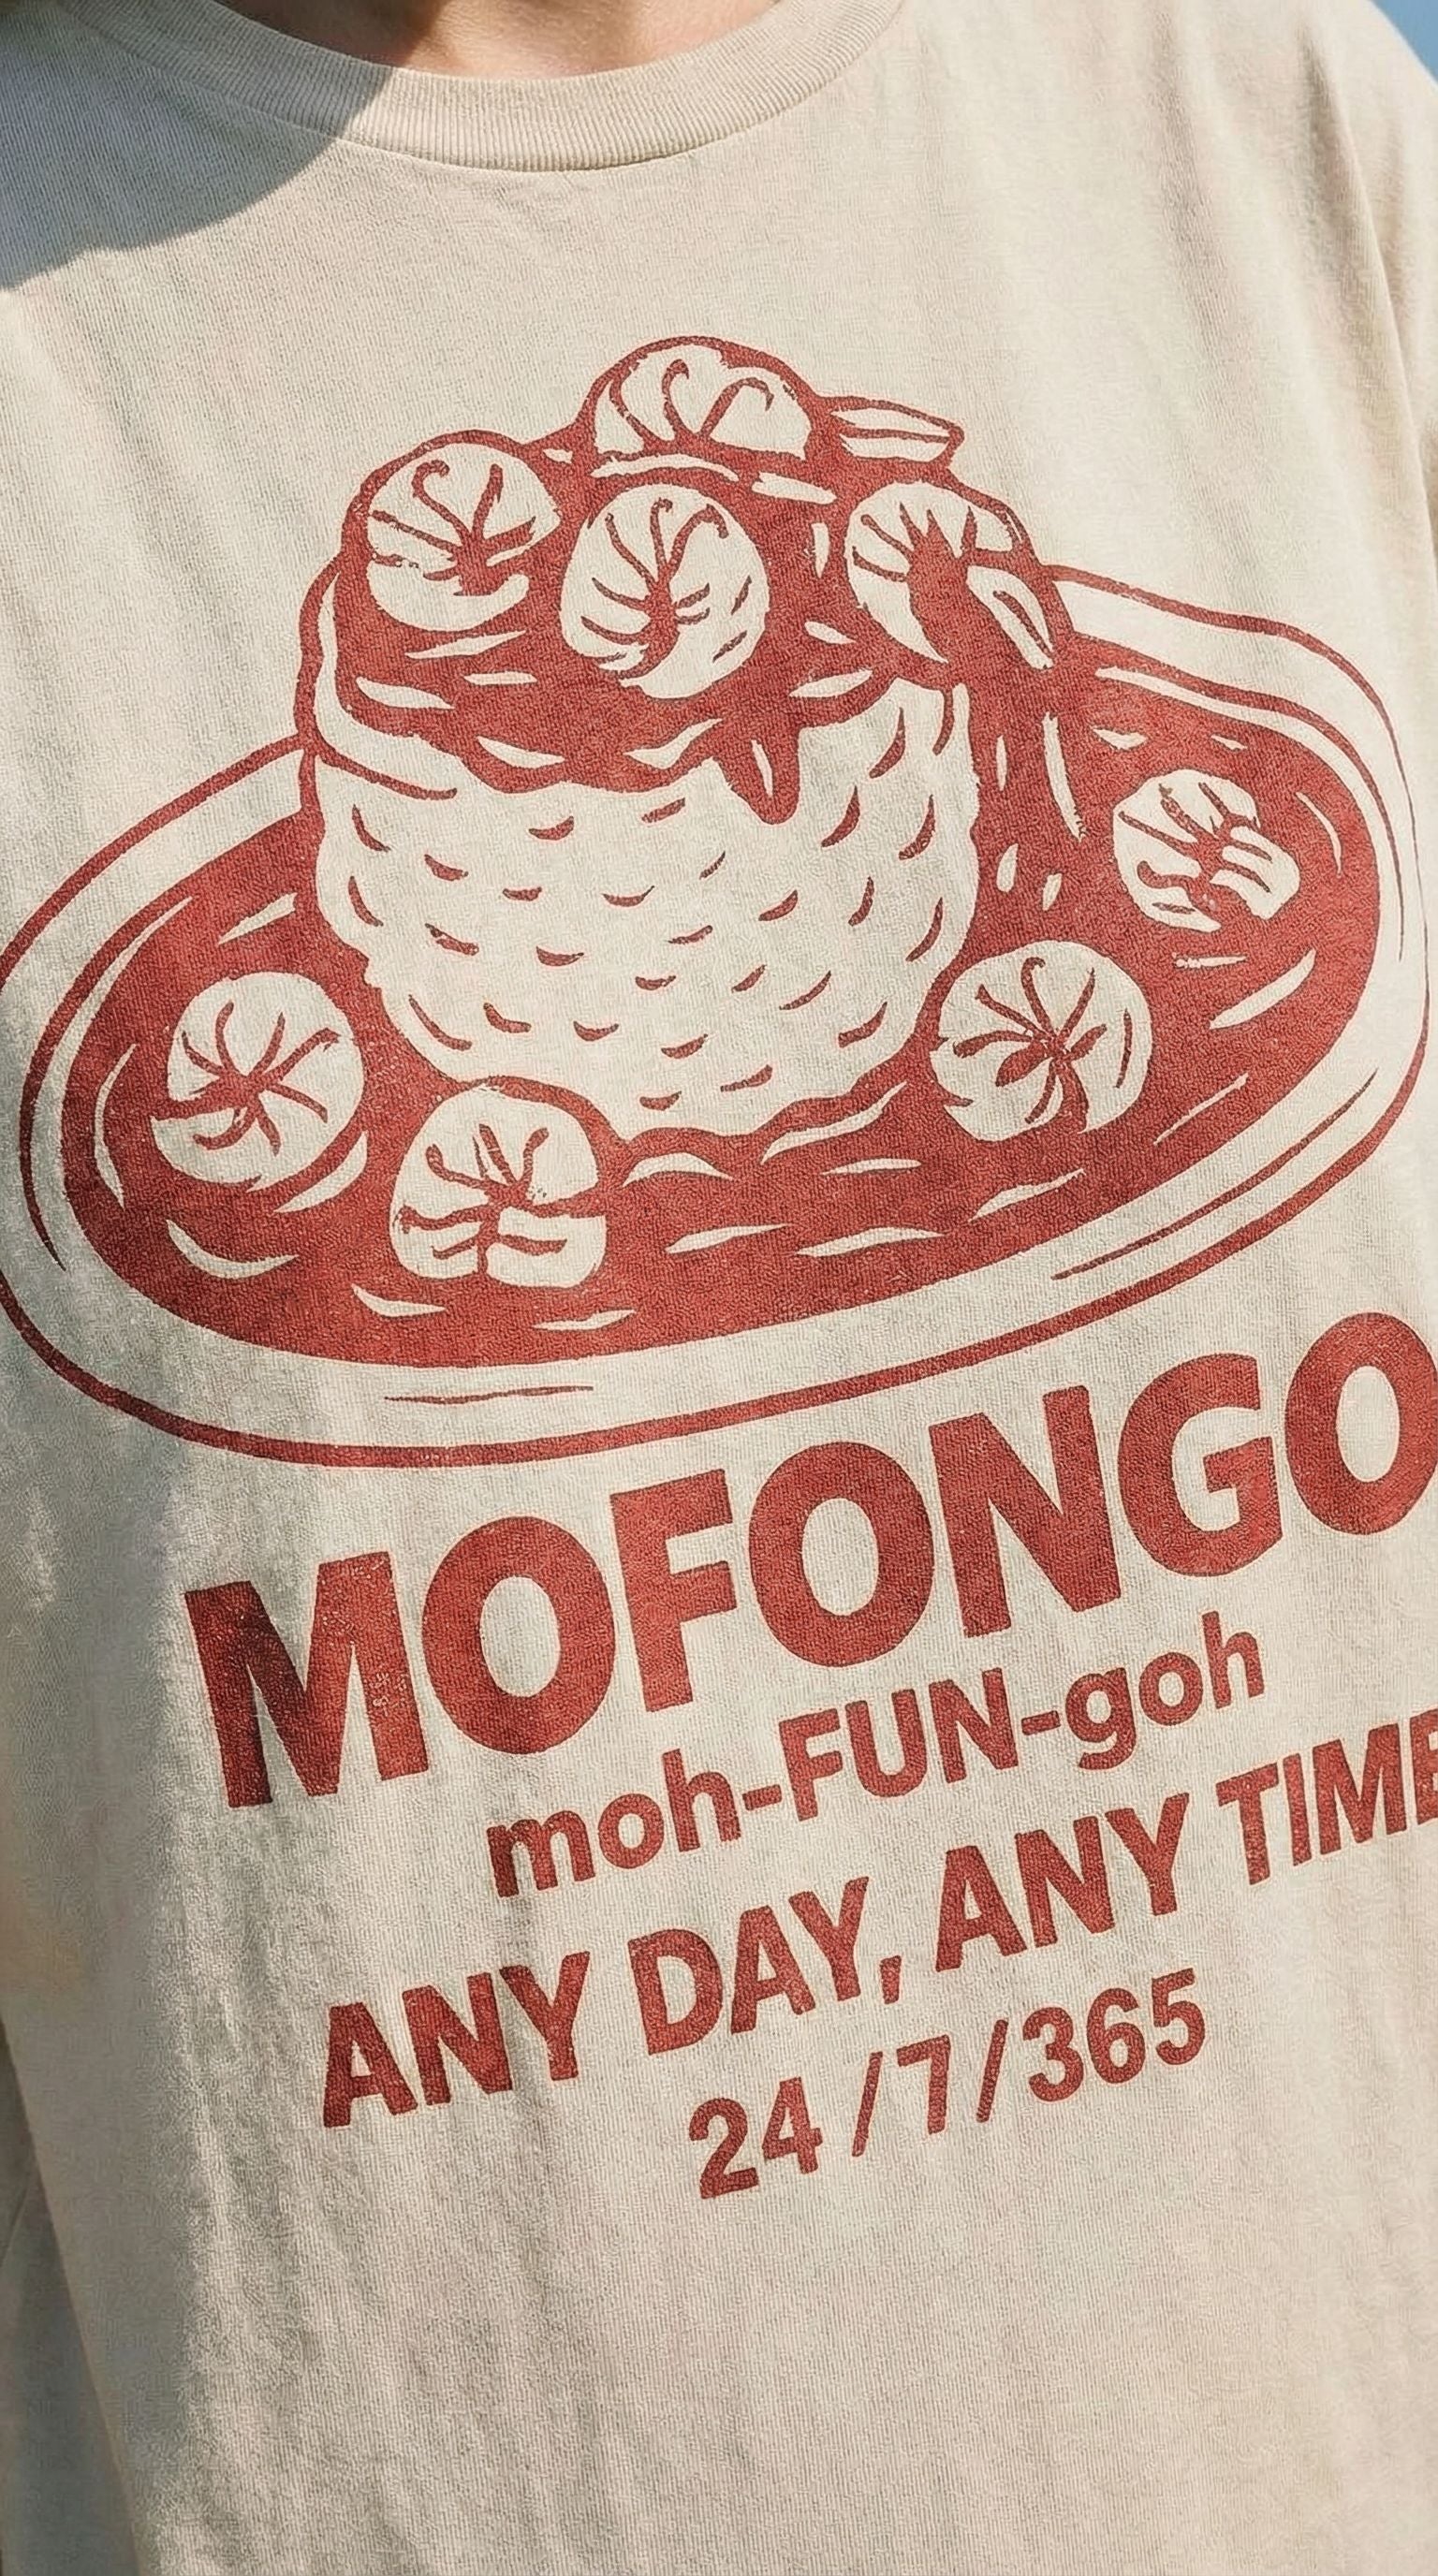 MOFONGO
moh-FUN-goh
ANY DAY, ANY TIME
24/7/365